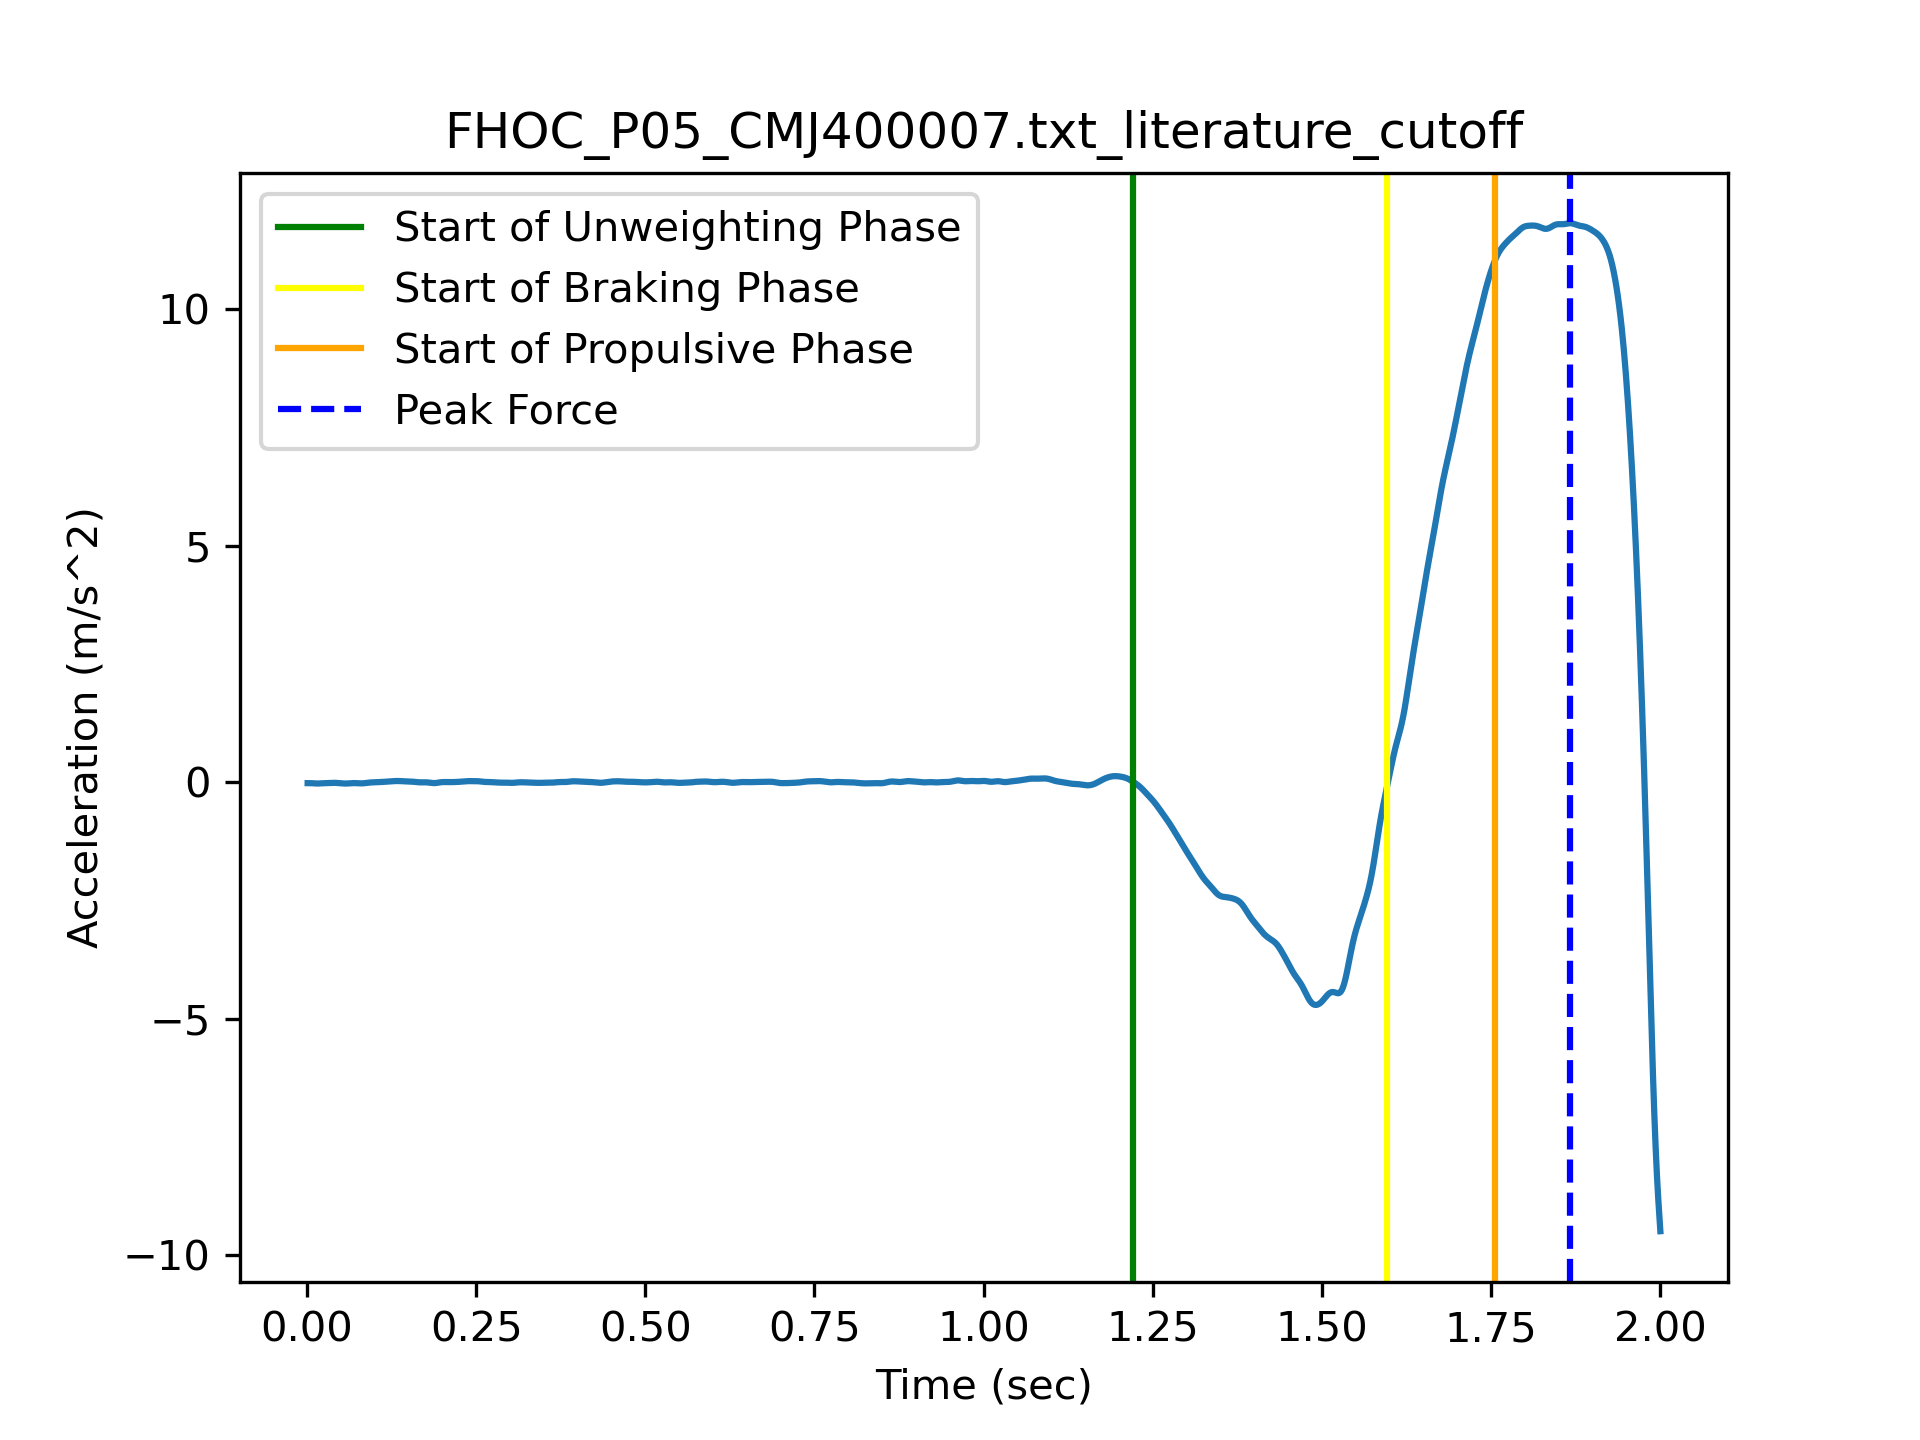 FHOC_P05_CMJ400007.txt_literature_cutoff
Start of Unweighting Phase
Start of Braking Phase
Start of Propulsive Phase
Peak Force
Acceleration (m/s^2)
10
5
0
−5
−10
0.00 0.25 0.50 0.75 1.00 1.25 1.50 1.75 2.00
Time (sec)